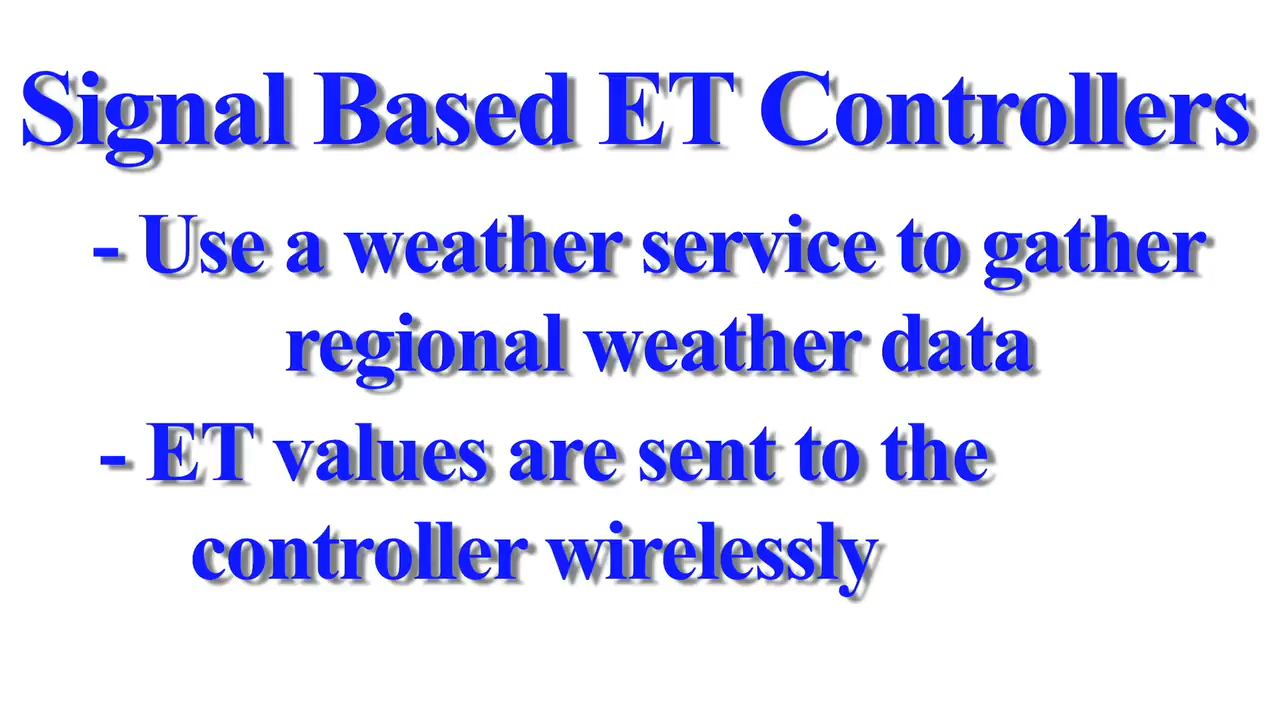 Signal Based ET Controllers
- Use a weather service to gather
regional weather data
- ET values are sent to the
controller wirelessly